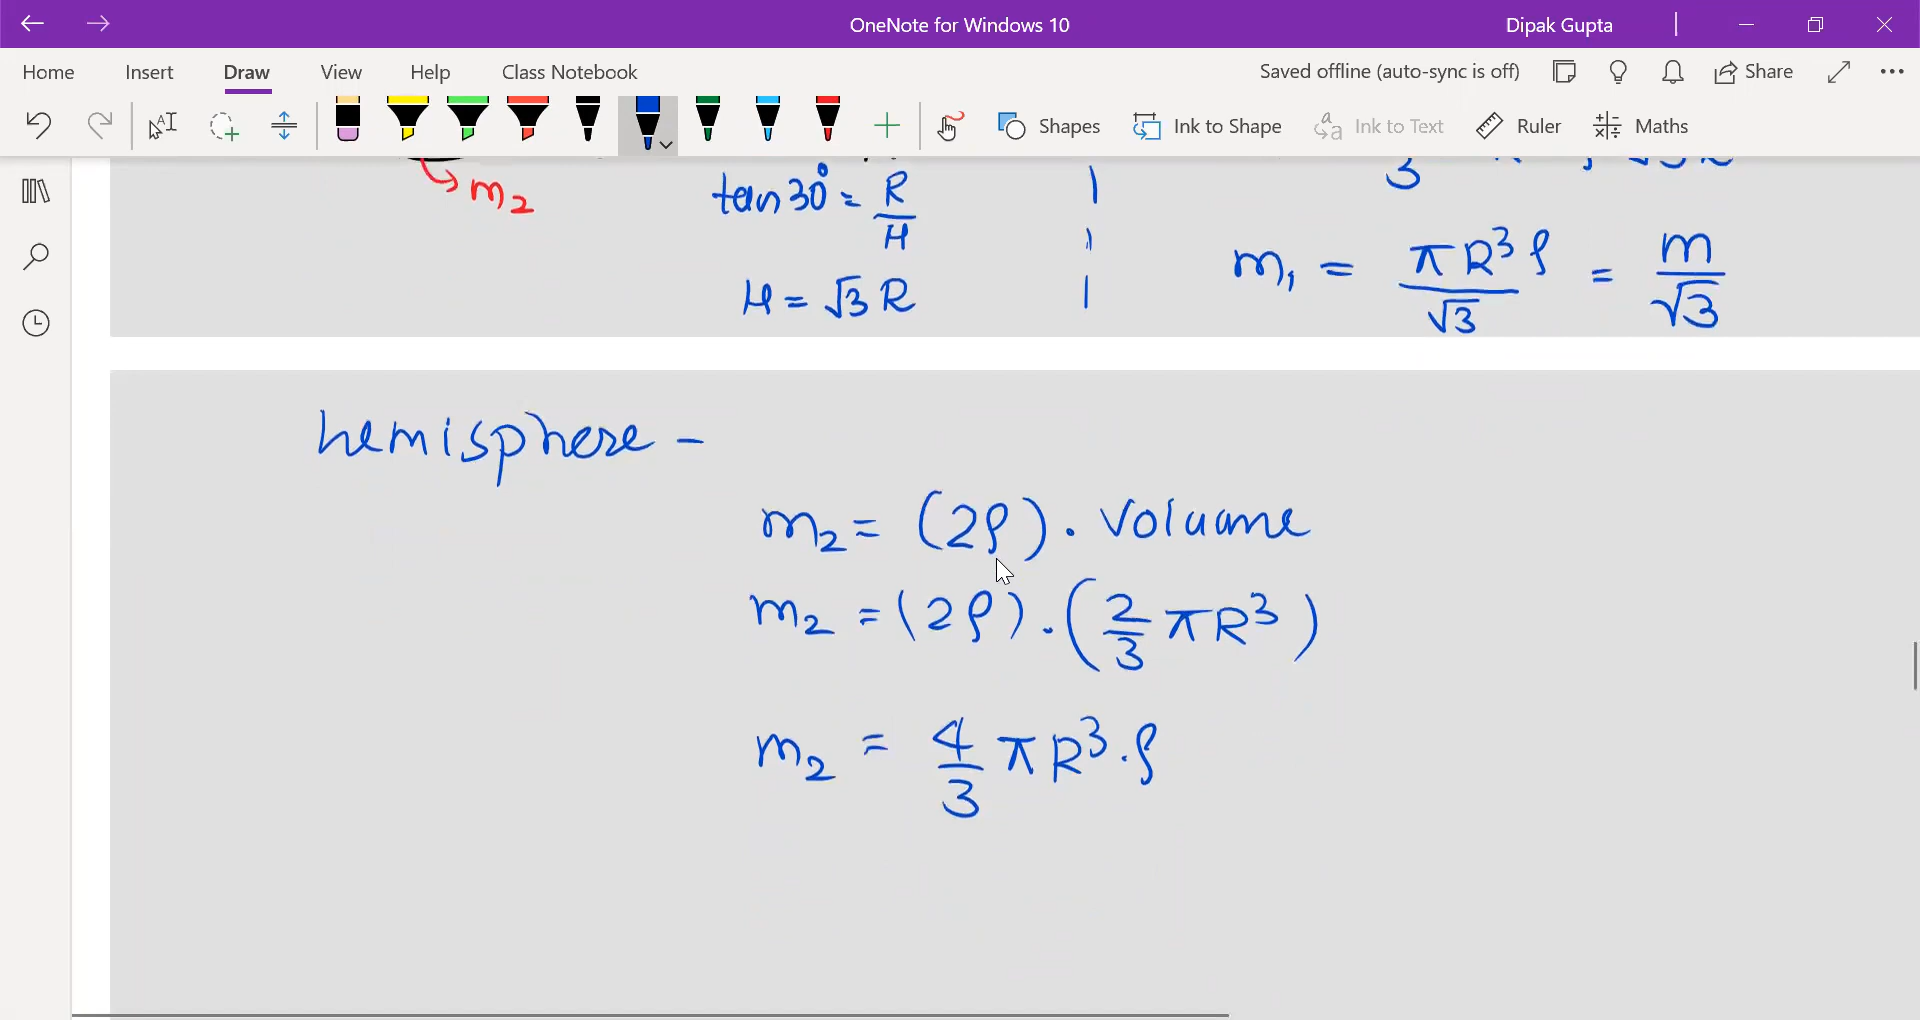 OneNote for Windows 10
Dipak Gupta
Home Insert Draw View Help Class Notebook
Saved offline (auto-sync is off)
Share
Shapes Ink to Shape Ink to Text Ruler Maths
m₂
tan 30° = R/H
H = √3 R
3
m₁ = πR³ρ/√3 = m/√3
hemisphere -
m₂ = (2ρ) . Voluame
m₂ = (2ρ) . (2/3 πR³)
m₂ = 4/3 πR³.ρ